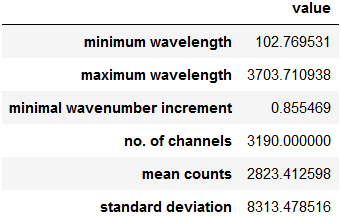 value
minimum wavelength 102.769531
maximum wavelength 3703.710938
minimal wavenumber increment 0.855469
no. of channels 3190.000000
mean counts 2823.412598
standard deviation 8313.478516